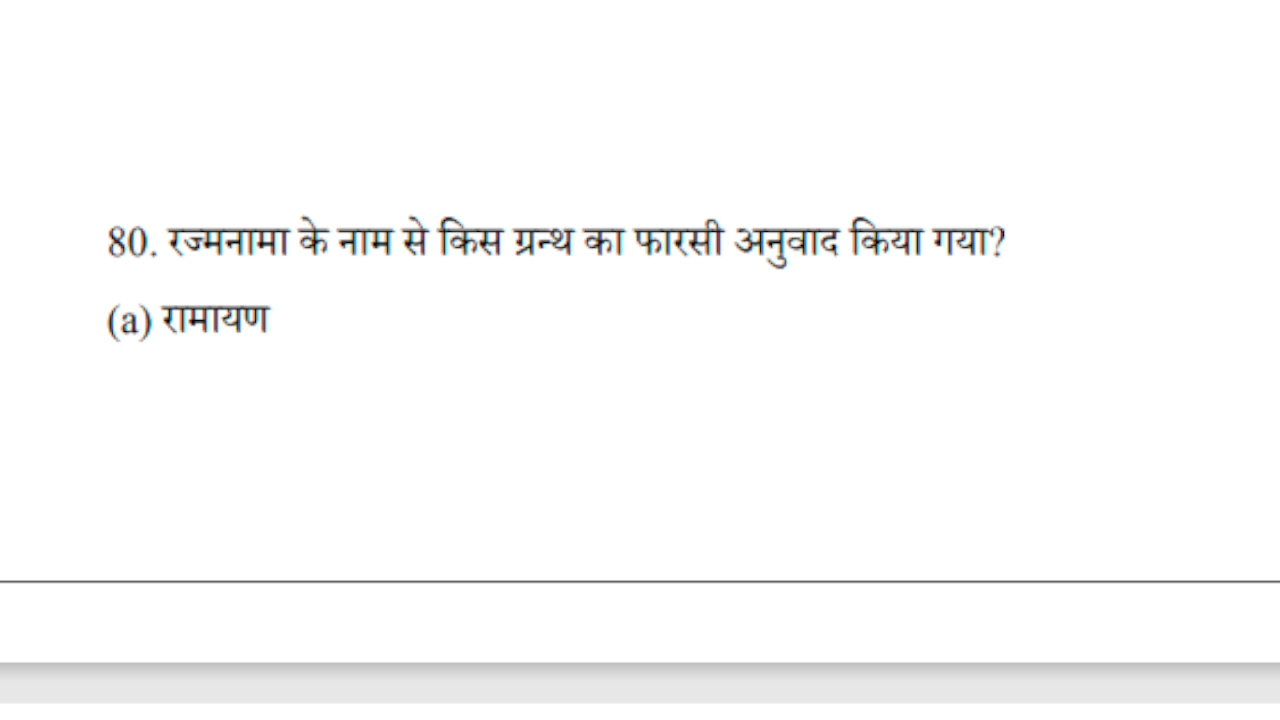 80. रज्मनामा के नाम से किस ग्रन्थ का फारसी अनुवाद किया गया?
(a) रामायण